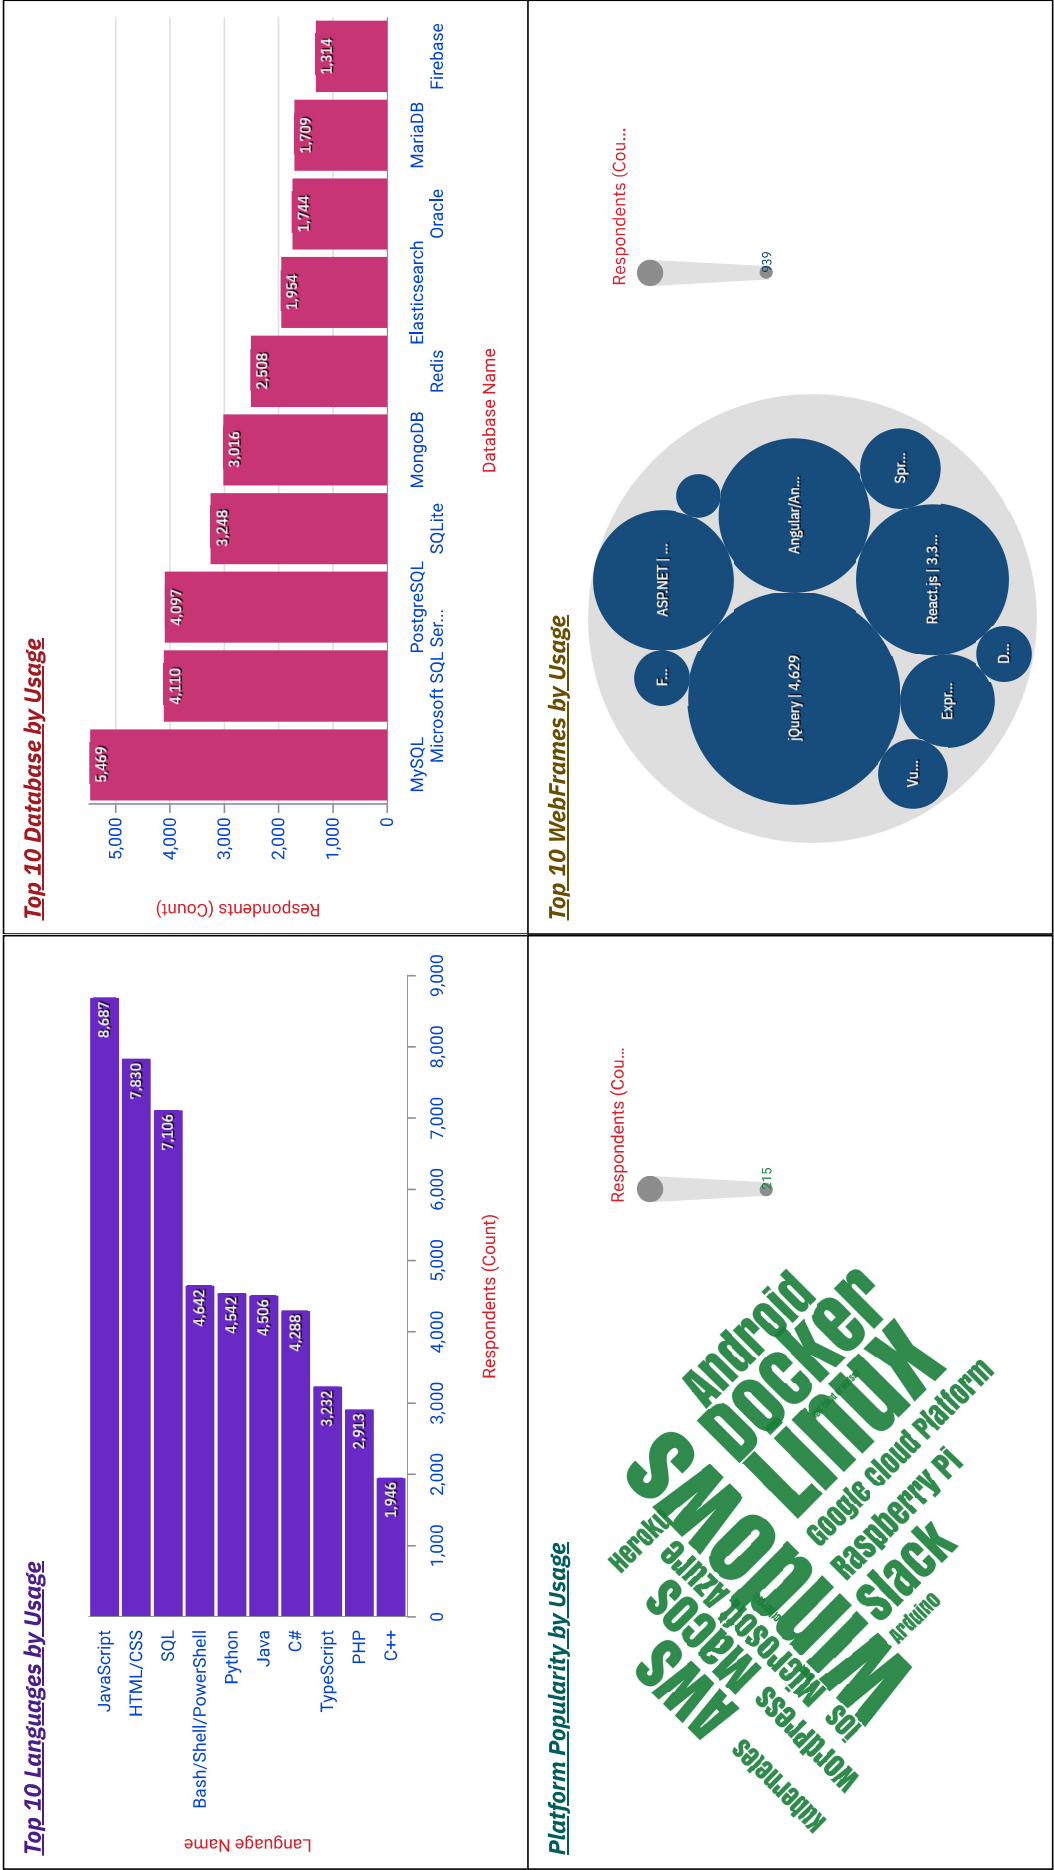 Top 10 Languages by Usage
Language Name
JavaScript
HTML/CSS
SQL
Bash/Shell/PowerShell
Python
Java
C#
TypeScript
PHP
C++
8,687
7,830
7,106
4,642
4,542
4,506
4,288
3,232
2,913
1,946
0
1,000
2,000
3,000
4,000
5,000
6,000
7,000
8,000
9,000
Respondents (Count)
Top 10 Database by Usage
Respondents (Count)
5,000
4,000
3,000
2,000
1,000
0
5,469
4,110
4,097
3,248
3,016
2,508
1,954
1,744
1,709
1,314
MySQL
Microsoft SQL Ser...
PostgreSQL
SQLite
MongoDB
Redis
Elasticsearch
Oracle
MariaDB
Firebase
Database Name
Platform Popularity by Usage
Heroku
AWS
MacOS
Microsoft Azure
Windows
Android
Docker
Linux
Kubernetes
WordPress
iOS
Google Cloud Platform
Raspberry Pi
Slack
Arduino
Respondents (Cou...
215
Top 10 WebFrames by Usage
ASP.NET | ...
F...
jQuery | 4,629
Angular/An...
Spr...
React.js | 3,3...
Expr...
Vu...
D...
Respondents (Cou...
939